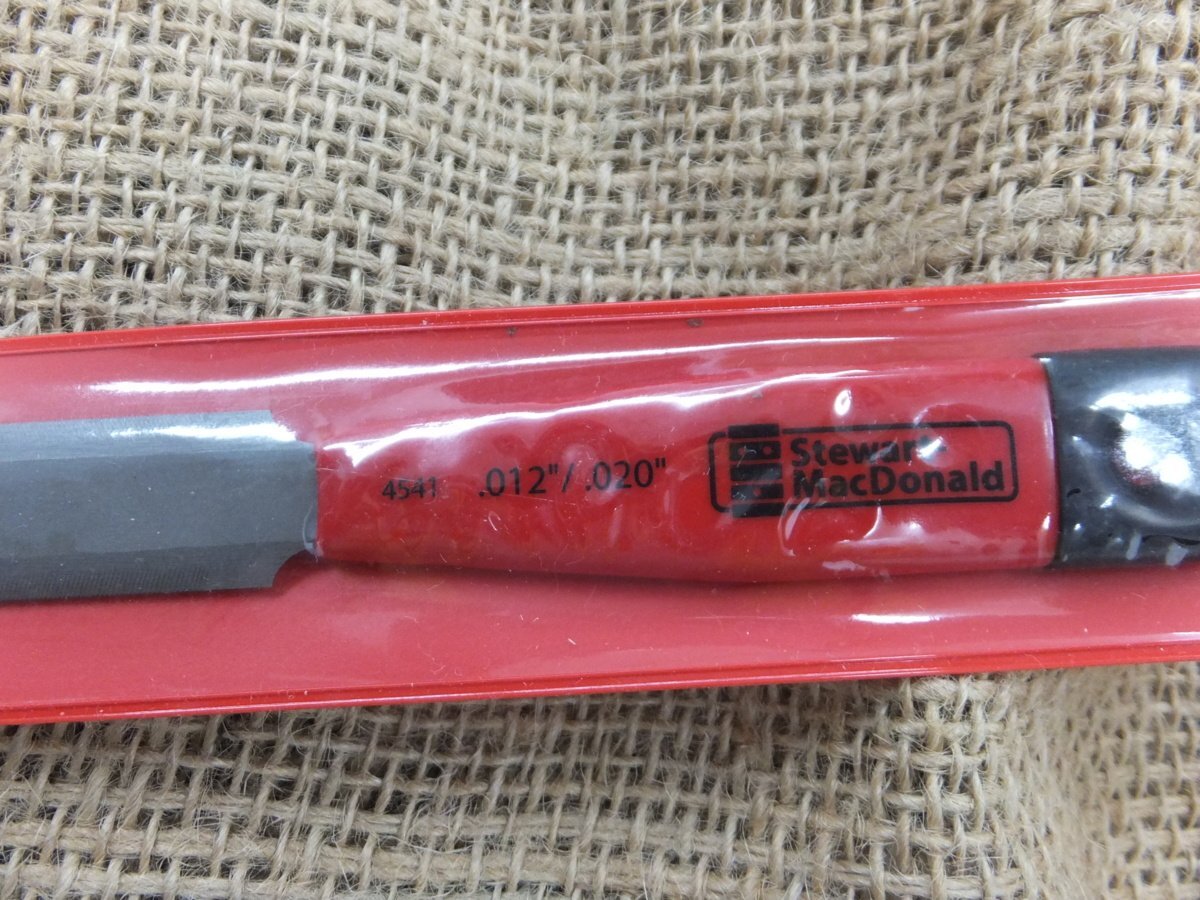 4541 .012"/ .020"
Stewart-
MacDonald